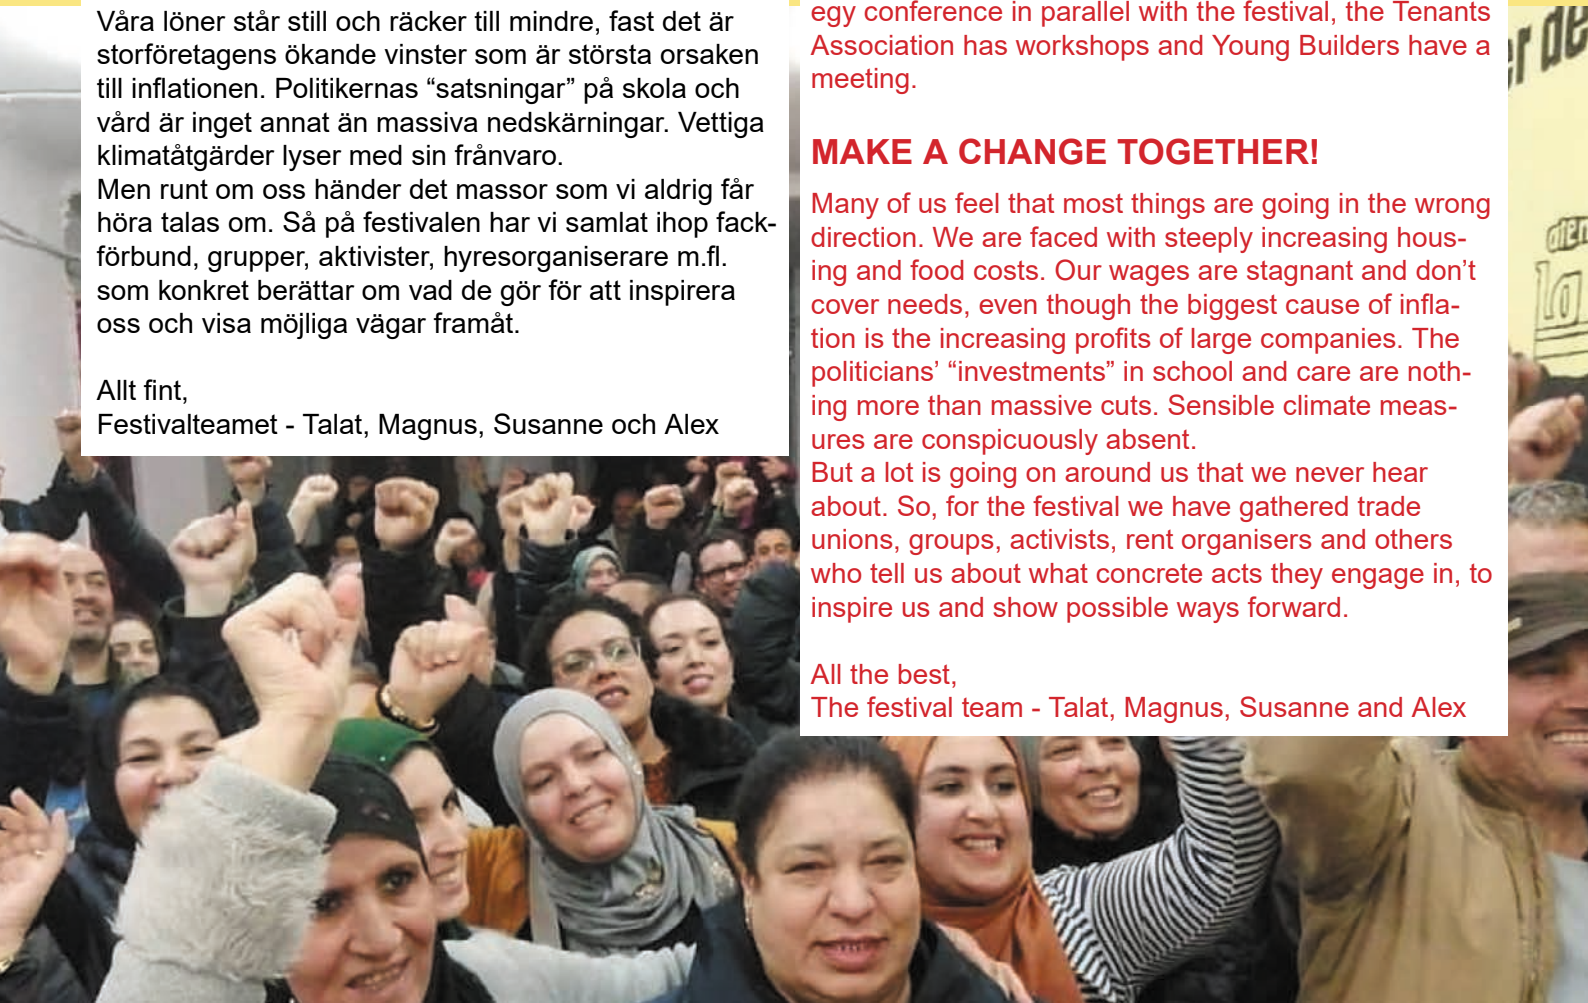 Våra löner står still och räcker till mindre, fast det är
storföretagens ökande vinster som är största orsaken
till inflationen. Politikernas “satsningar” på skola och
vård är inget annat än massiva nedskärningar. Vettiga
klimatåtgärder lyser med sin frånvaro.
Men runt om oss händer det massor som vi aldrig får
höra talas om. Så på festivalen har vi samlat ihop fack-
förbund, grupper, aktivister, hyresorganiserare m.fl.
som konkret berättar om vad de gör för att inspirera
oss och visa möjliga vägar framåt.
Allt fint,
Festivalteamet - Talat, Magnus, Susanne och Alex
egy conference in parallel with the festival, the Tenants
Association has workshops and Young Builders have a
meeting.
MAKE A CHANGE TOGETHER!
Many of us feel that most things are going in the wrong
direction. We are faced with steeply increasing hous-
ing and food costs. Our wages are stagnant and don’t
cover needs, even though the biggest cause of infla-
tion is the increasing profits of large companies. The
politicians’ “investments” in school and care are noth-
ing more than massive cuts. Sensible climate meas-
ures are conspicuously absent.
But a lot is going on around us that we never hear
about. So, for the festival we have gathered trade
unions, groups, activists, rent organisers and others
who tell us about what concrete acts they engage in, to
inspire us and show possible ways forward.
All the best,
The festival team - Talat, Magnus, Susanne and Alex